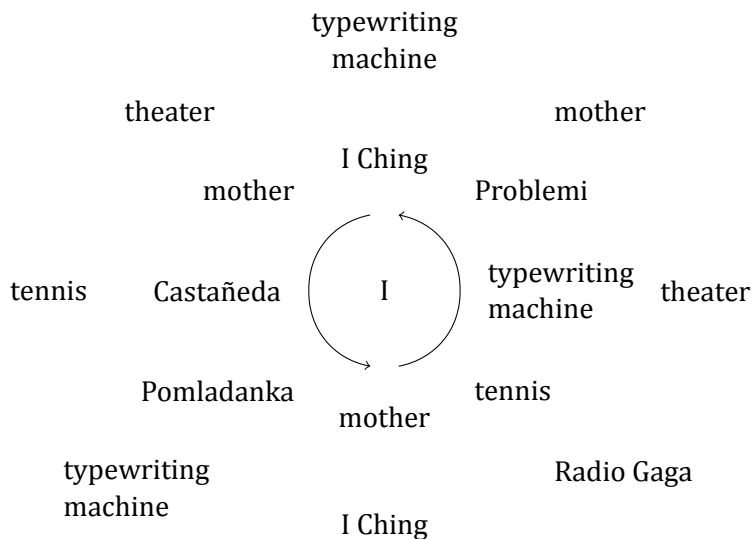 typewriting
machine
theater
mother
I Ching
mother
Problemi
tennis
Castañeda
I
typewriting
machine
theater
Pomladanka
mother
tennis
typewriting
machine
Radio Gaga
I Ching